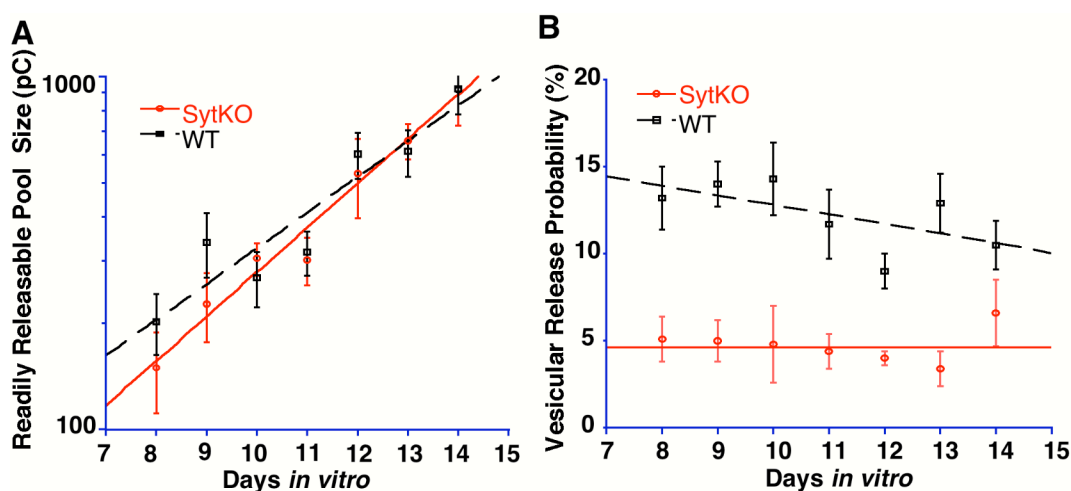 A
Readily Releasable Pool Size (pC)
1000
100
SytKO
WT
7 8 9 10 11 12 13 14 15
Days in vitro
B
Vesicular Release Probability (%)
20
15
10
5
0
SytKO
WT
7 8 9 10 11 12 13 14 15
Days in vitro